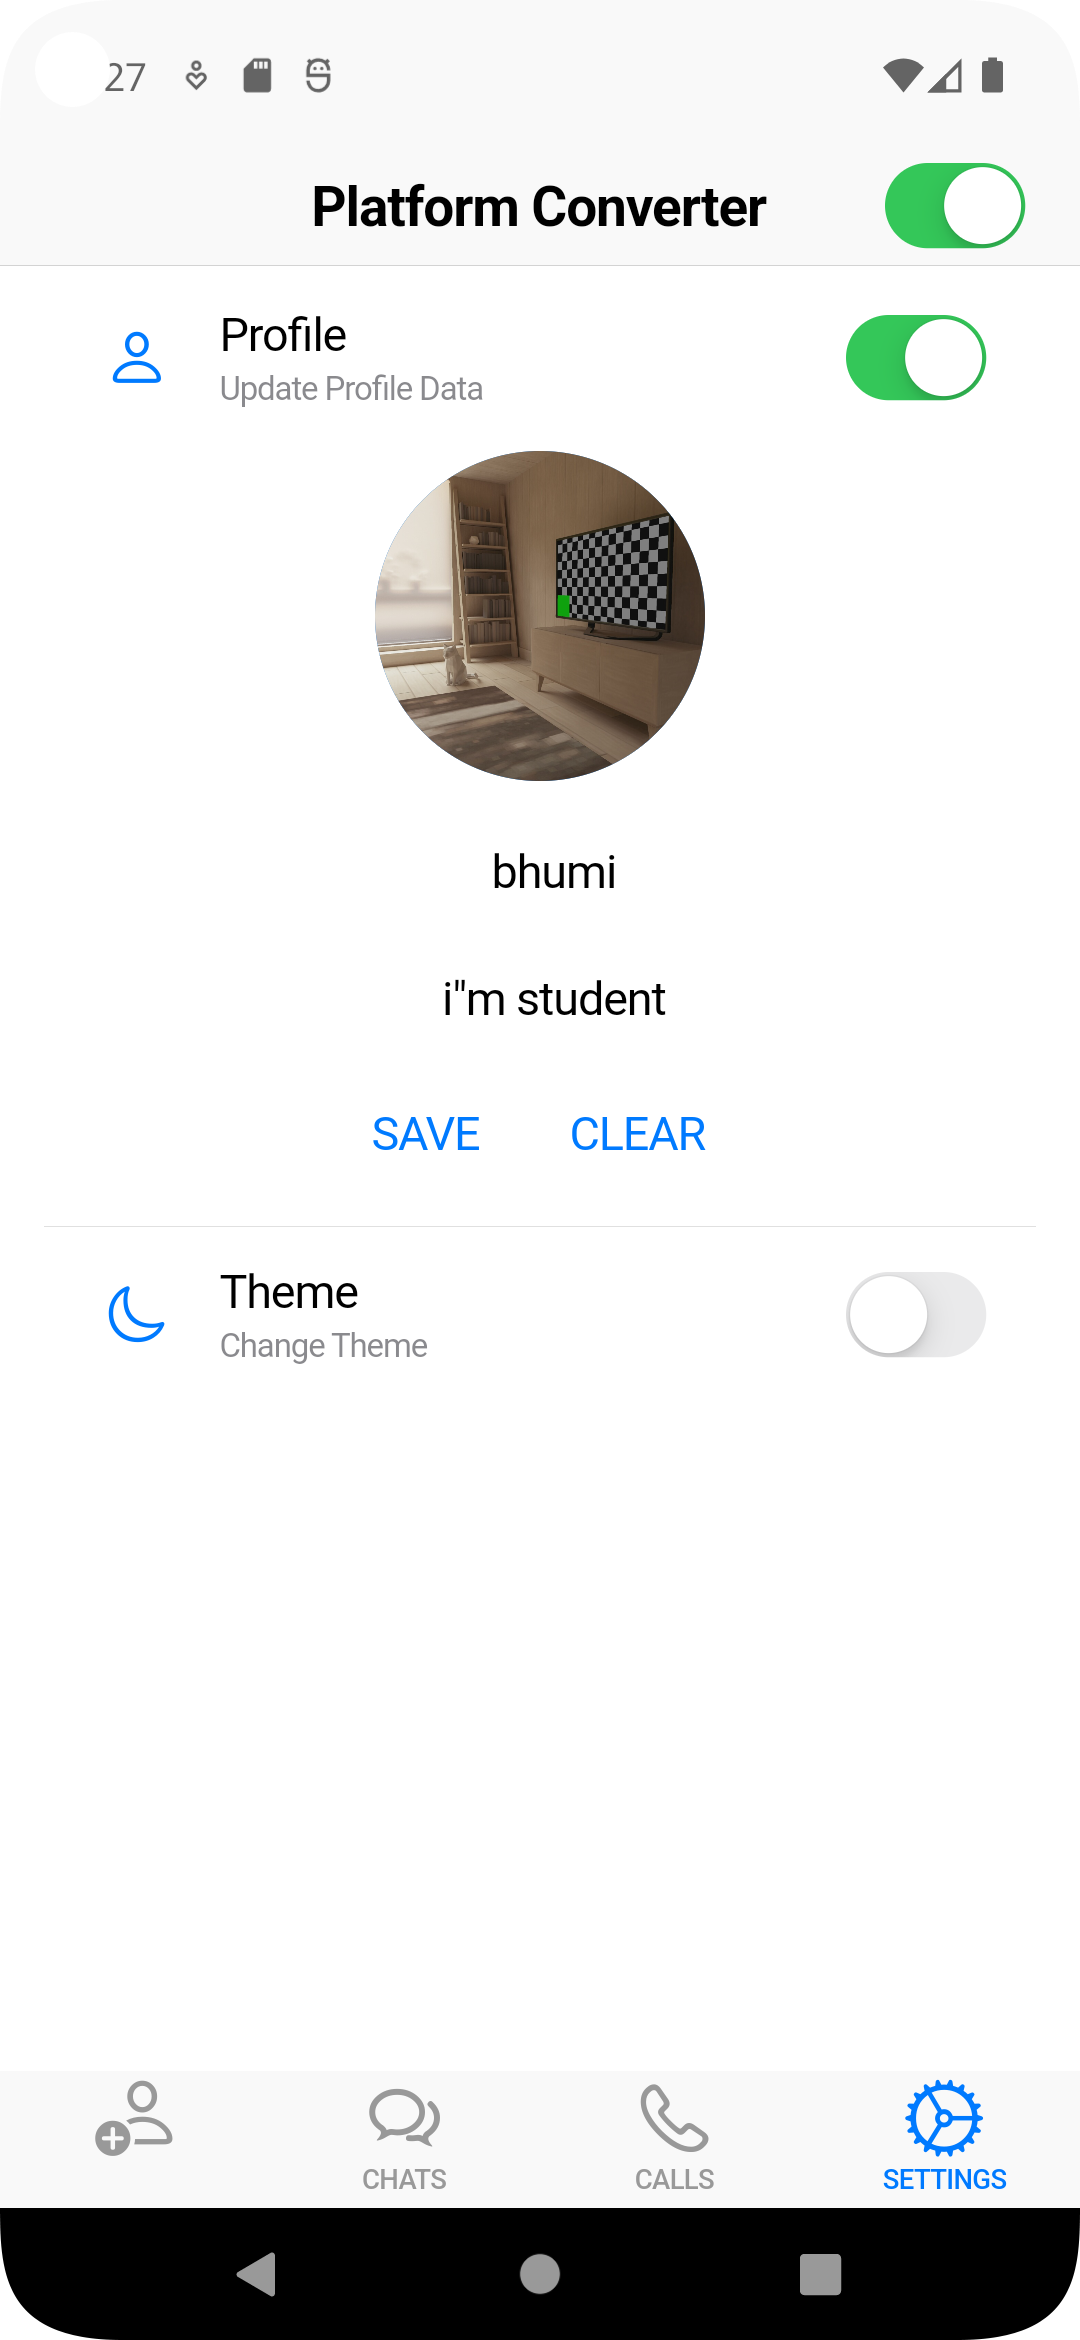 27
Platform Converter
Profile
Update Profile Data
bhumi
i"m student
SAVE CLEAR
Theme
Change Theme
CHATS CALLS SETTINGS